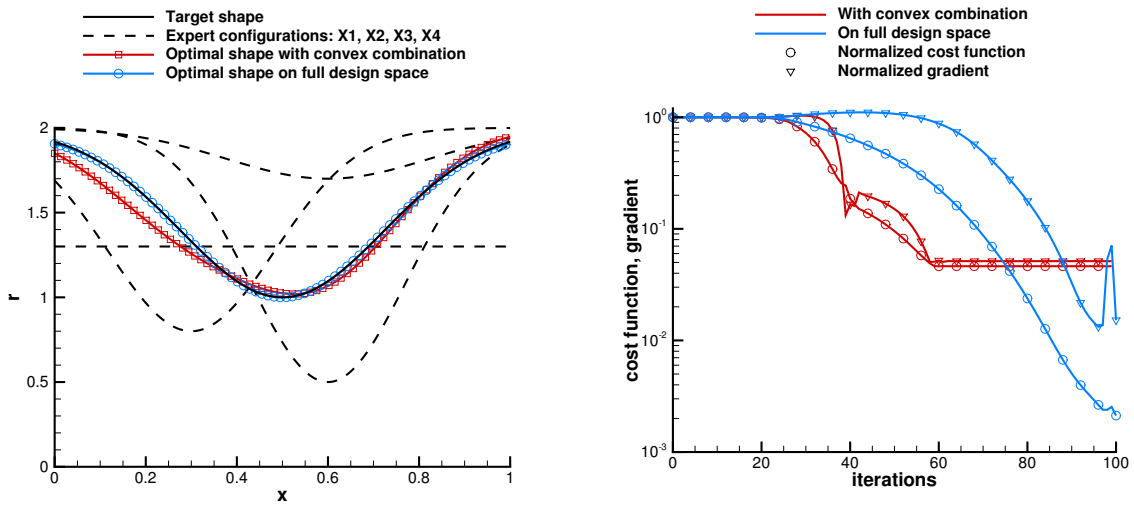 Target shape
Expert configurations: X1, X2, X3, X4
Optimal shape with convex combination
Optimal shape on full design space
r
2
1.5
1
0.5
0
0
0.2
0.4
0.6
0.8
1
x
With convex combination
On full design space
Normalized cost function
Normalized gradient
cost function, gradient
10^0
10^-1
10^-2
10^-3
0
20
40
60
80
100
iterations